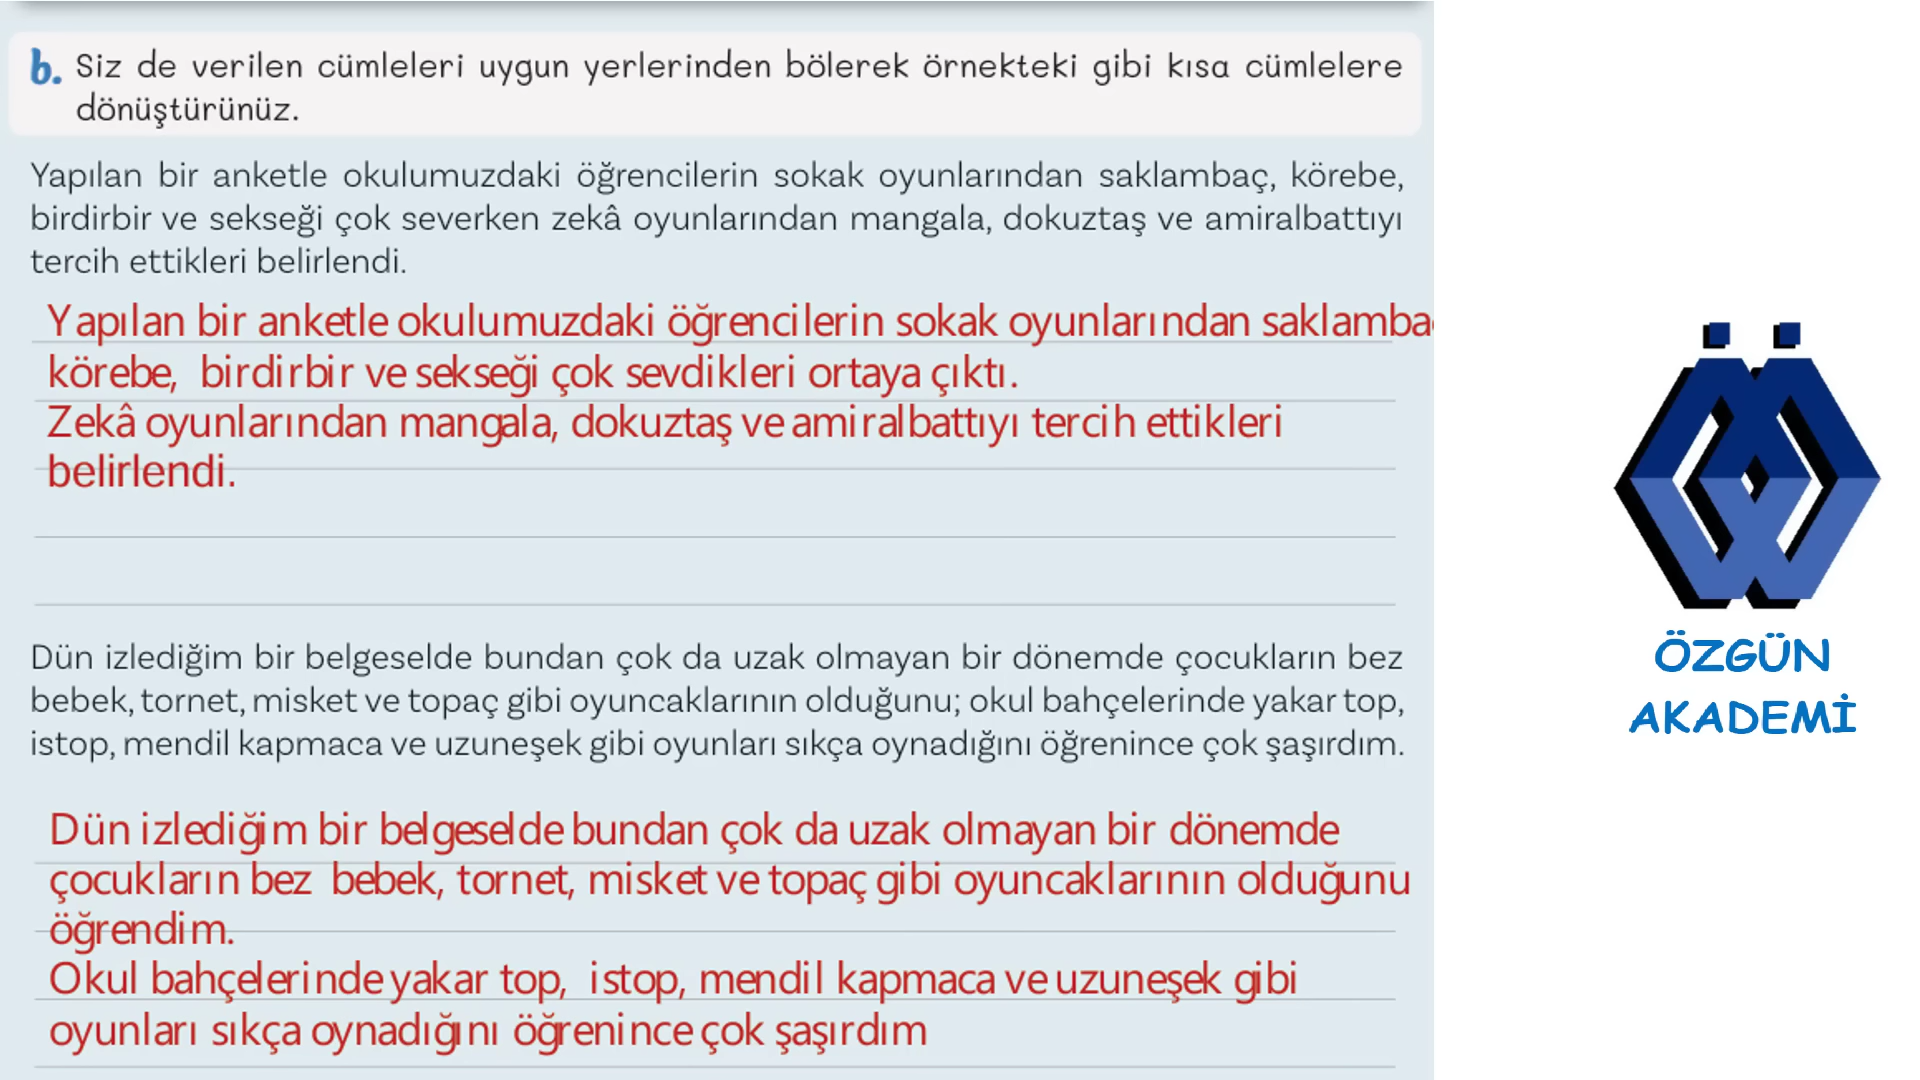 b. Siz de verilen cümleleri uygun yerlerinden bölerek örnekteki gibi kısa cümlelere
dönüştürünüz.
Yapılan bir anketle okulumuzdaki öğrencilerin sokak oyunlarından saklambaç, körebe,
birdirbir ve sekseği çok severken zekâ oyunlarından mangala, dokuztaş ve amiralbattıyı
tercih ettikleri belirlendi.
Yapılan bir anketle okulumuzdaki öğrencilerin sokak oyunlarından
körebe, birdirbir ve sekseği çok sevdikleri ortaya çıktı.
Zekâ oyunlarından mangala, dokuztaş ve amiralbattıyı tercih ettikleri
belirlendi.
Dün izlediğim bir belgeselde bundan çok da uzak olmayan bir dönemde çocukların bez
bebek, tornet, misket ve topaç gibi oyuncaklarının olduğunu; okul bahçelerinde yakar top,
istop, mendil kapmaca ve uzuneşek gibi oyunları sıkça oynadığını öğrenince çok şaşırdım.
Dün izlediğim bir belgeselde bundan çok da uzak olmayan bir dönemde
çocukların bez bebek, tornet, misket ve topaç gibi oyuncaklarının olduğunu
öğrendim.
Okul bahçelerinde yakar top, istop, mendil kapmaca ve uzuneşek gibi
oyunları sıkça oynadığını öğrenince çok şaşırdım
ÖZGÜN
AKADEMİ